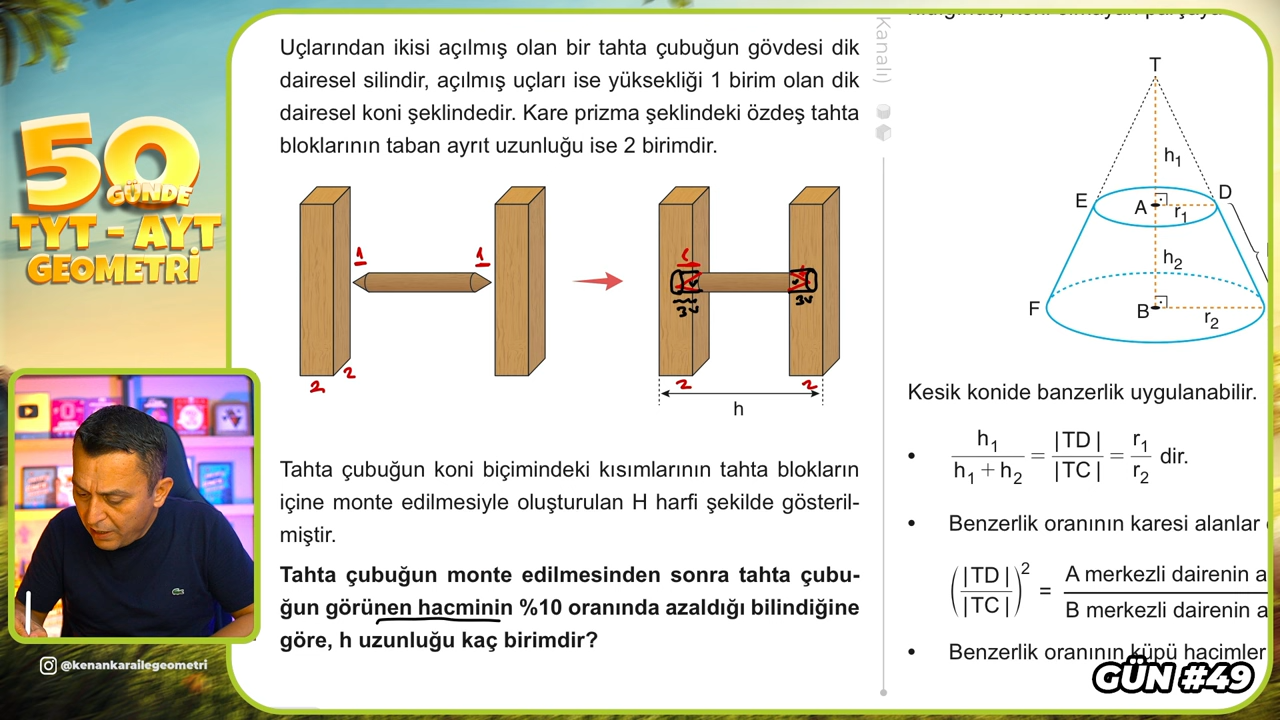 50
GÜNDE
TYT - AYT
GEOMETRİ
@kenankarailegeometri
Uçlarından ikisi açılmış olan bir tahta çubuğun gövdesi dik
dairesel silindir, açılmış uçları ise yüksekliği 1 birim olan dik
dairesel koni şeklindedir. Kare prizma şeklindeki özdeş tahta
bloklarının taban ayrıt uzunluğu ise 2 birimdir.
1 1
2 2
3v 3v
2 2
h
Tahta çubuğun koni biçimindeki kısımlarının tahta blokların
içine monte edilmesiyle oluşturulan H harfi şekilde gösteril-
miştir.
Tahta çubuğun monte edilmesinden sonra tahta çubu-
ğun görünen hacminin %10 oranında azaldığı bilindiğine
göre, h uzunluğu kaç birimdir?
Kanalı)
T
h1
E A r1 D
h2
F B r2
Kesik konide banzerlik uygulanabilir.
• h1 / h1 + h2 = |TD| / |TC| = r1 / r2 dir.
• Benzerlik oranının karesi alanlar
(|TD| / |TC|)² = A merkezli dairenin a / B merkezli dairenin a
• Benzerlik oranının küpü hacimler
GÜN #49